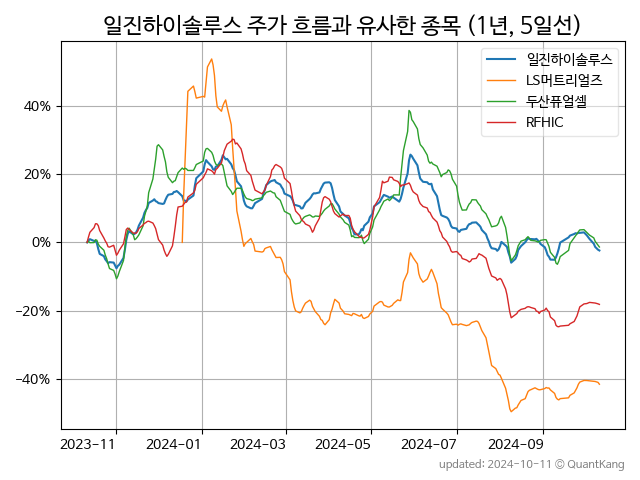 일진하이솔루스 주가 흐름과 유사한 종목 (1년, 5일선)
일진하이솔루스
LS머트리얼즈
두산퓨얼셀
RFHIC
40%
20%
0%
−20%
−40%
2023-11 2024-01 2024-03 2024-05 2024-07 2024-09
updated: 2024-10-11 © QuantKang